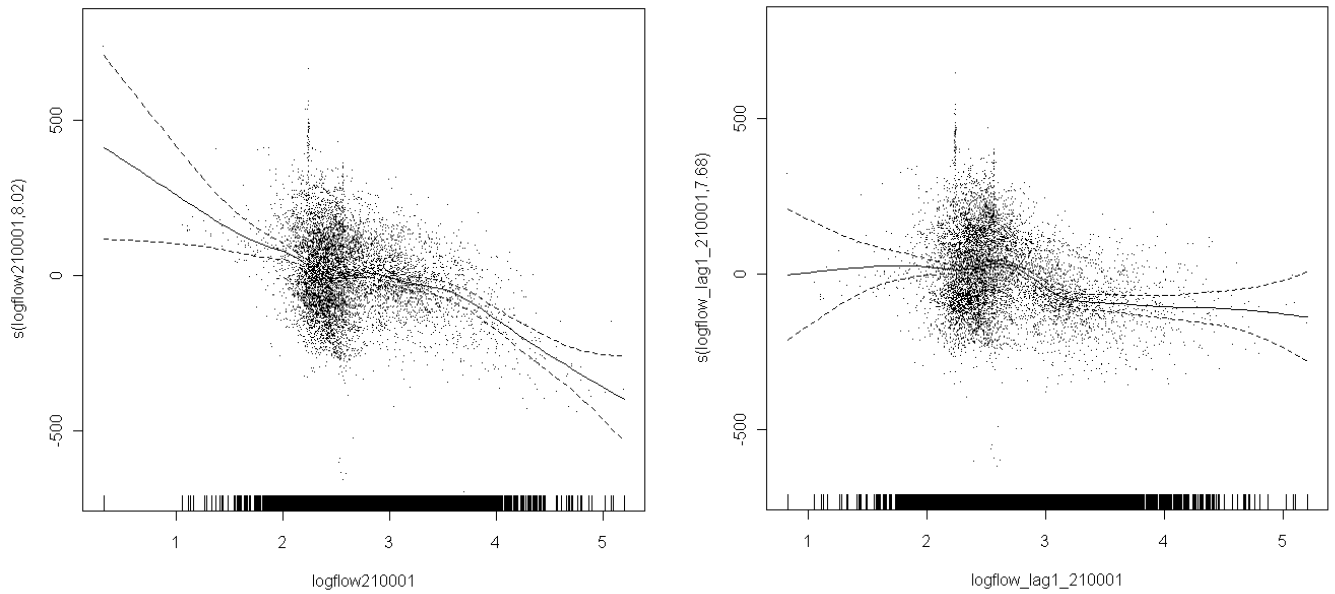 s(logflow210001,8.02)
500
0
-500
1 2 3 4 5
logflow210001
s(logflow_lag1_210001,7.68)
500
0
-500
1 2 3 4 5
logflow_lag1_210001